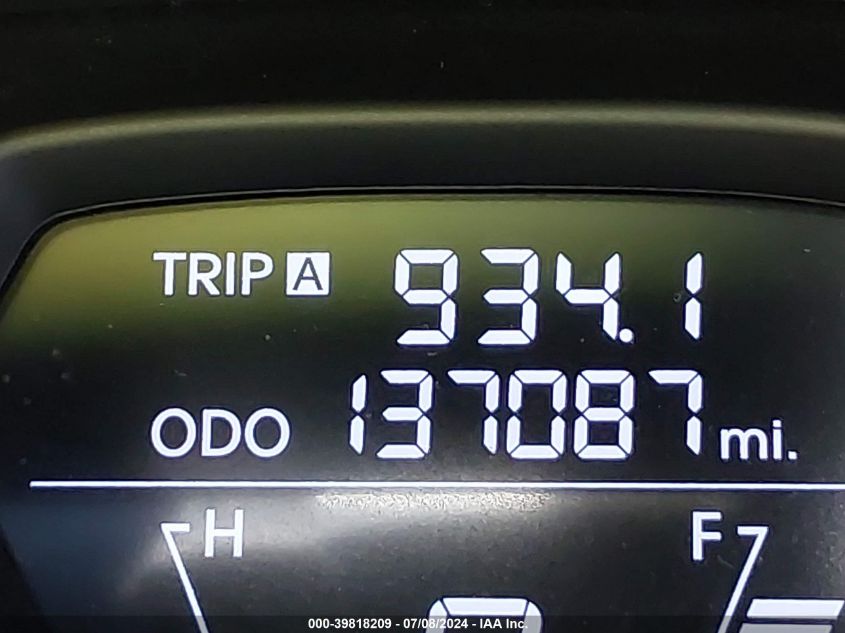 TRIP A 934.1
ODO 137087 mi.
H F
000-39818209 - 07/08/2024 - IAA Inc.